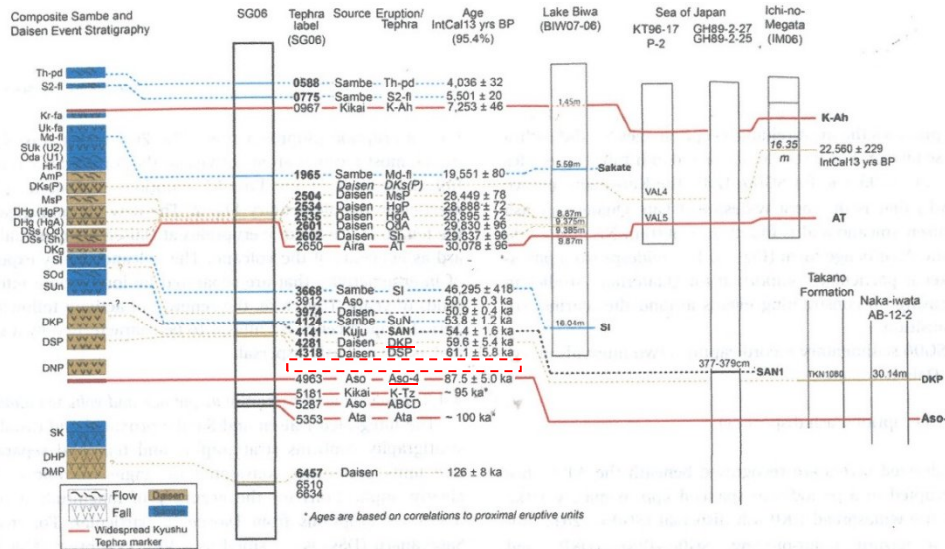 Composite Sambe and
Daisen Event Stratigraphy
SG06
Tephra
label
(SG06)
Source
Eruption/
Tephra
Age
IntCal13 yrs BP
(95.4%)
Lake Biwa
(BIW07-06)
Sea of Japan
KT96-17
P-2
GH89-2-27
GH89-2-25
Ichi-no-
Megata
(IM06)
Th-pd
S2-fl
Kr-fa
Uk-fa
Md-fl
SUk (U2)
Oda (U1)
Ht-fl
AmP
DKs(P)
MsP
DHg (HgP)
DHg (HgA)
DSs (Od)
DSs (Sh)
DKg
SI
SOd
SUn
DKP
DSP
DNP
SK
DHP
DMP
?
0588 Sambe Th-pd 4,036 ± 32
0775 Sambe S2-fl 5,501 ± 20
0967 Kikai K-Ah 7,253 ± 46
1965 Sambe Md-fl 19,551 ± 80
Daisen DKs(P)
2504 Daisen MsP 28,449 ± 78
2534 Daisen HgP 28,888 ± 72
2535 Daisen HgA 28,895 ± 72
2601 Daisen OdA 29,830 ± 96
2602 Daisen Sh 29,837 ± 96
2650 Aira AT 30,078 ± 96
3668 Sambe SI 46,295 ± 418
3912 Aso 50.0 ± 0.3 ka
3974 Daisen 50.9 ± 0.4 ka
4124 Sambe SuN 53.8 ± 1.2 ka
4141 Kuju SAN1 54.4 ± 1.6 ka
4281 Daisen DKP 59.6 ± 5.4 ka
4318 Daisen DSP 61.1 ± 5.8 ka
4963 Aso Aso-4 87.5 ± 5.0 ka
5181 Kikai K-Tz ~ 95 ka*
5287 Aso ABCD
5353 Ata Ata ~ 100 ka*
6457 Daisen 126 ± 8 ka
6510
6634
* Ages are based on correlations to proximal eruptive units
1.45m
5.59m
Sakate
8.87m
9.375m
9.385m
9.87m
18.04m
SI
VAL4
VAL5
16.35
m
K-Ah
22.560 ± 229
IntCal13 yrs BP
AT
Takano
Formation
Naka-iwata
AB-12-2
377-379cm
SAN1
TKN1080
30.14m
DKP
Aso-
Flow
Fall
Daisen
Sambe
Widespread Kyushu
Tephra marker